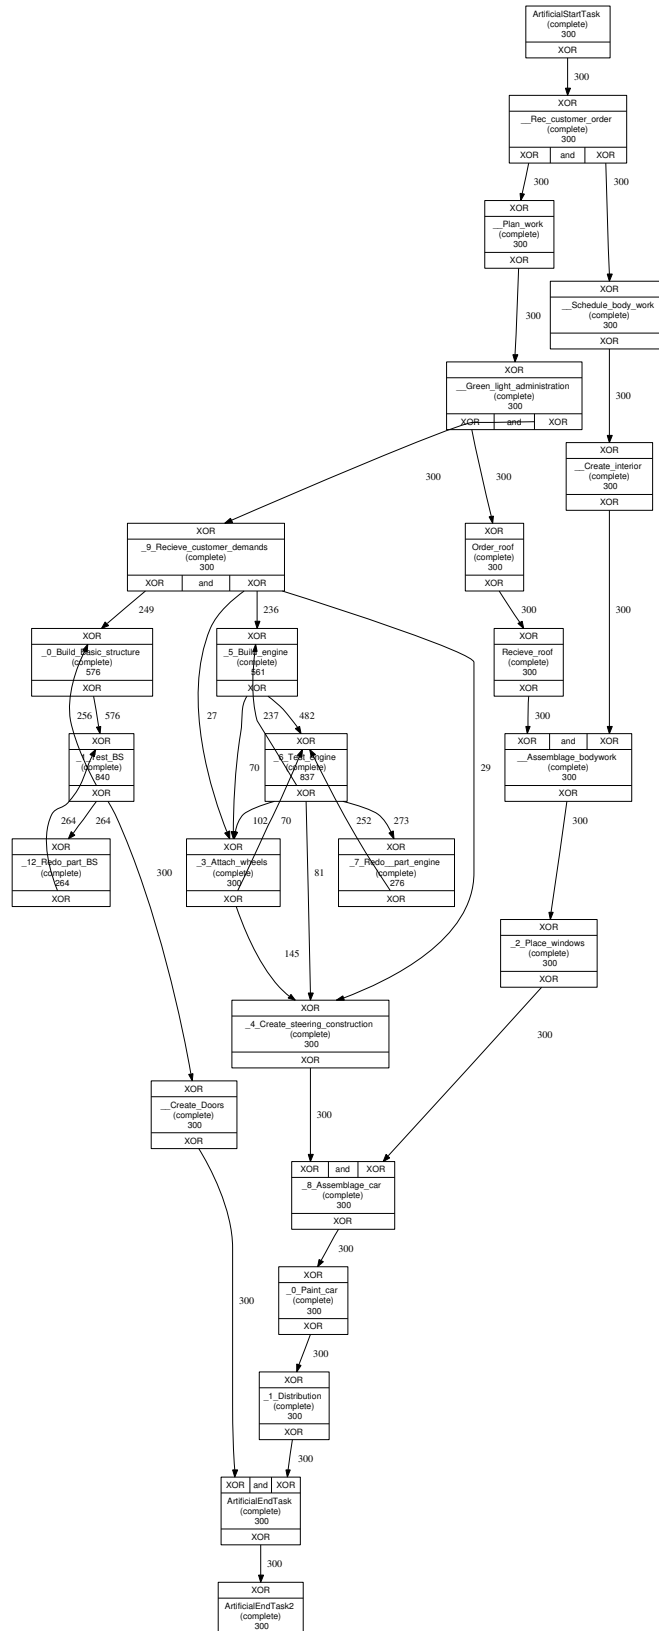 ArtificialStartTask
(complete)
300
XOR
300
XOR
__Rec_customer_order
(complete)
300
XOR and XOR
300
300
XOR
__Plan_work
(complete)
300
XOR
XOR
__Schedule_body_work
(complete)
300
XOR
300
300
XOR
__Green_light_administration
(complete)
300
XOR and XOR
XOR
__Create_interior
(complete)
300
XOR
300
300
XOR
_9_Recieve_customer_demands
(complete)
300
XOR and XOR
XOR
Order_roof
(complete)
300
XOR
249
236
300
300
XOR
_0_Build_basic_structure
(complete)
576
XOR
XOR
_5_Build_engine
(complete)
561
XOR
XOR
Recieve_roof
(complete)
300
XOR
256
576
27
237
482
300
XOR
_1_Test_BS
(complete)
840
XOR
70
XOR
_6_Test_engine
(complete)
837
XOR
29
XOR and XOR
__Assemblage_bodywork
(complete)
300
XOR
264
264
102
70
252
273
300
XOR
_12_Redo_part_BS
(complete)
264
XOR
300
XOR
_3_Attach_wheels
(complete)
300
XOR
81
XOR
_7_Redo__part_engine
(complete)
276
XOR
145
XOR
_2_Place_windows
(complete)
300
XOR
XOR
_4_Create_steering_construction
(complete)
300
XOR
300
XOR
__Create_Doors
(complete)
300
XOR
300
XOR and XOR
_8_Assemblage_car
(complete)
300
XOR
300
XOR
_0_Paint_car
(complete)
300
XOR
300
300
XOR
_1_Distribution
(complete)
300
XOR
300
XOR and XOR
ArtificialEndTask
(complete)
300
XOR
300
XOR
ArtificialEndTask2
(complete)
300